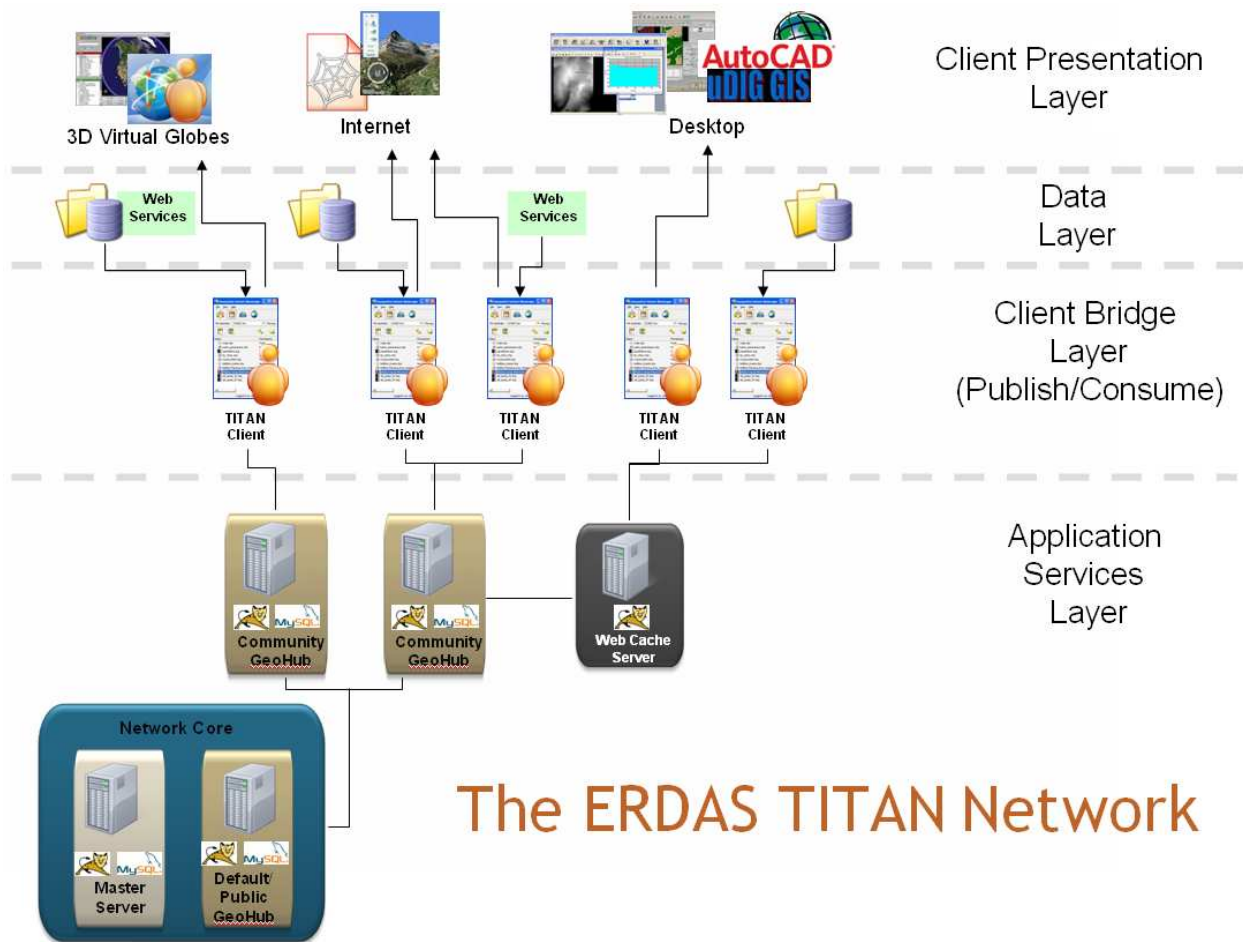 AutoCAD
uDIG GIS
3D Virtual Globes
Internet
Desktop
Client Presentation
Layer
Web
Services
Web
Services
Data
Layer
Client Bridge
Layer
(Publish/Consume)
TITAN
Client
TITAN
Client
TITAN
Client
TITAN
Client
TITAN
Client
Application
Services
Layer
MySQL
Community
GeoHub
MySQL
Community
GeoHub
Web Cache
Server
Network Core
MySQL
Master
Server
MySQL
Default/
Public
GeoHub
The ERDAS TITAN Network